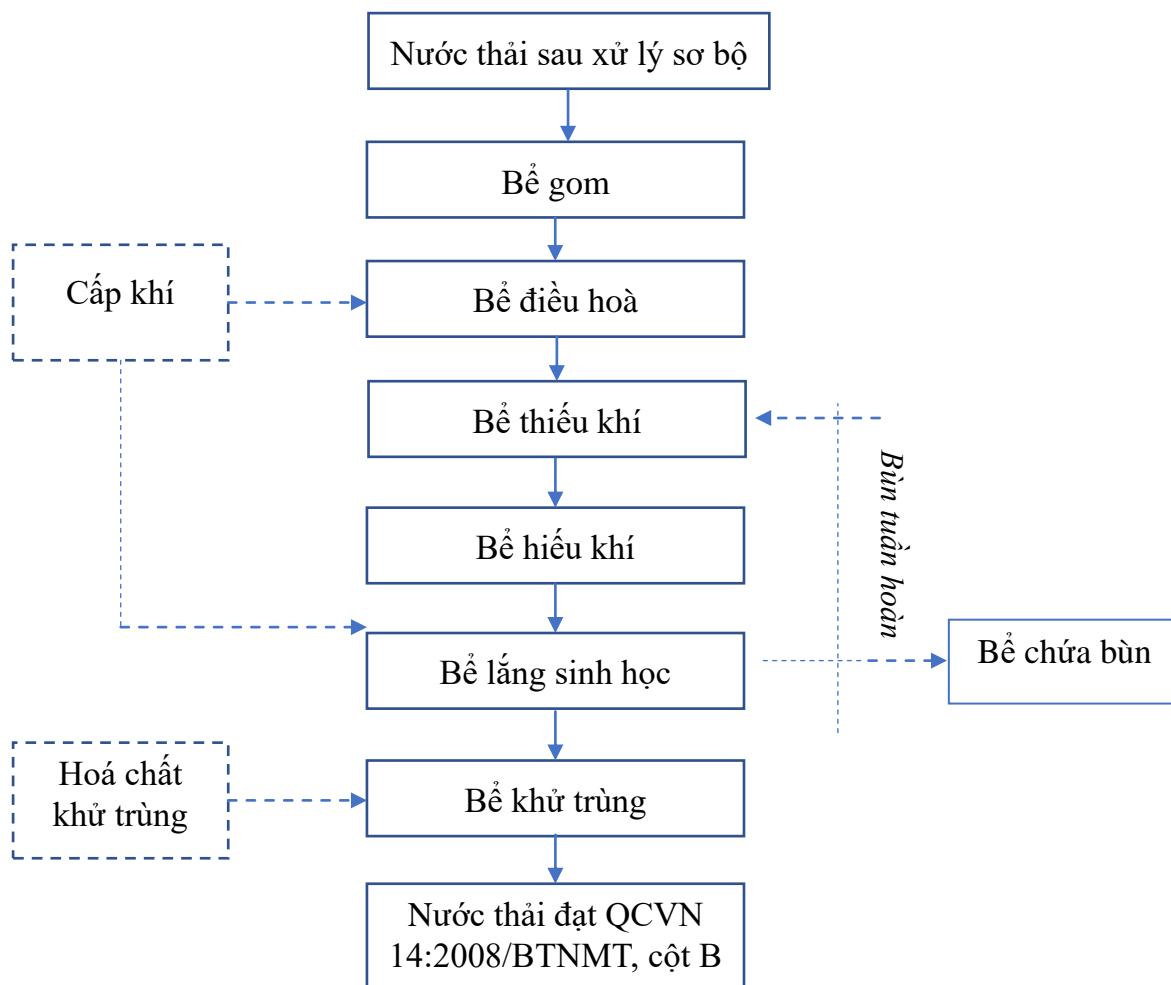 Nước thải sau xử lý sơ bộ
Bể gom
Cấp khí
Bể điều hoà
Bể thiếu khí
Bùn tuần hoàn
Bể hiếu khí
Bể lắng sinh học
Bể chứa bùn
Hoá chất
khử trùng
Bể khử trùng
Nước thải đạt QCVN
14:2008/BTNMT, cột B